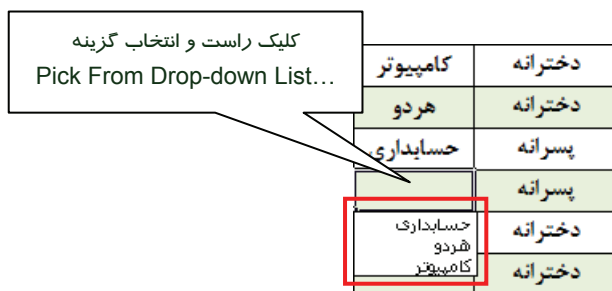 کلیک راست و انتخاب گزینه
Pick From Drop-down List…
دخترانه کامپیوتر
دخترانه هردو
پسرانه حسابداری
پسرانه
حسابداری
دخترانه هردو
دخترانه کامپیوتر